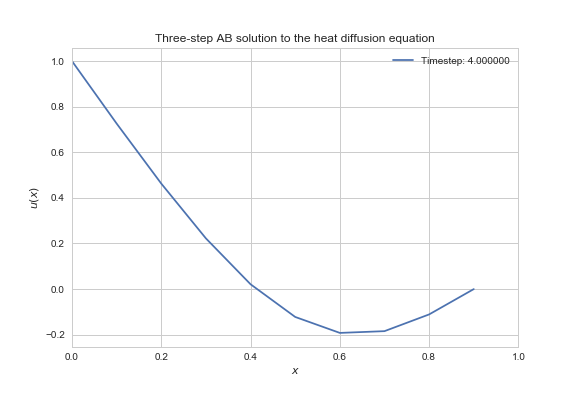 Three-step AB solution to the heat diffusion equation
Timestep: 4.000000
1.0
0.8
0.6
0.4
0.2
0.0
−0.2
u(x)
0.0 0.2 0.4 0.6 0.8 1.0
x